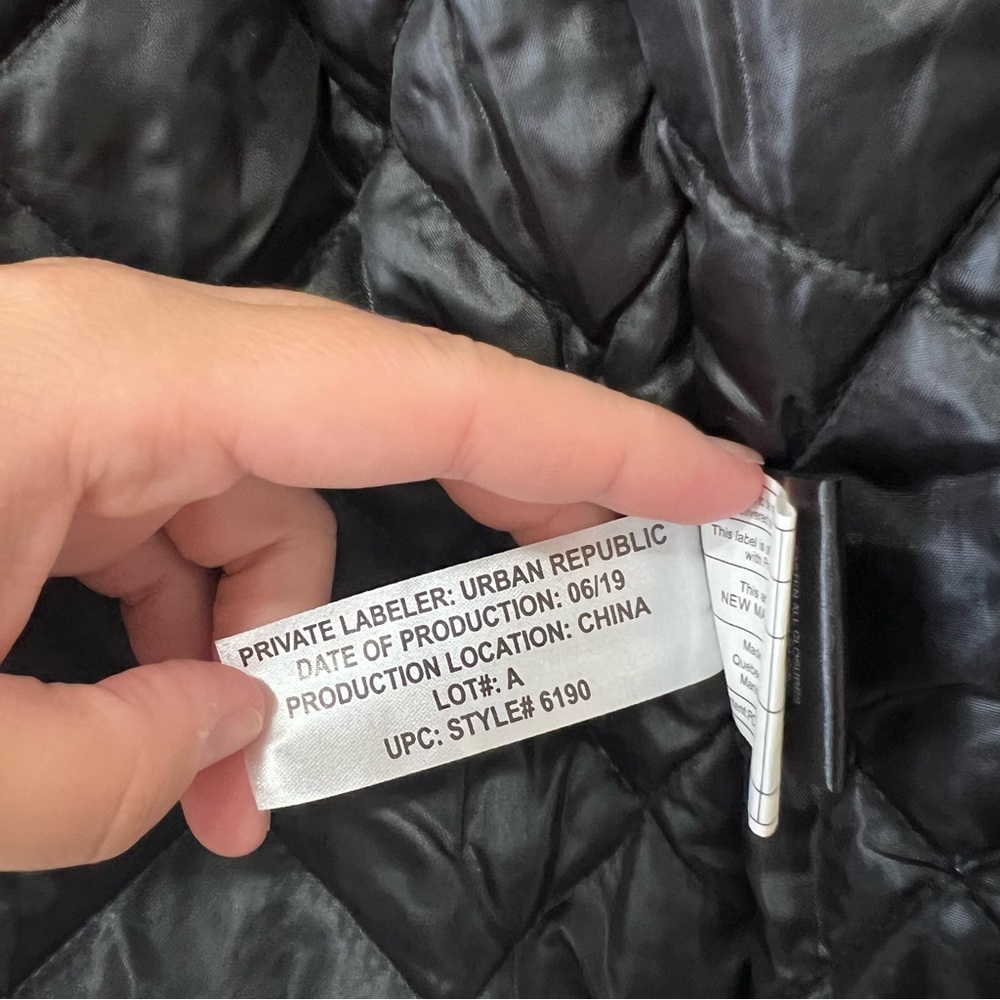 PRIVATE LABELER: URBAN REPUBLIC
DATE OF PRODUCTION: 06/19
PRODUCTION LOCATION: CHINA
LOT#: A
UPC: STYLE# 6190
This label is
with
This
NEW